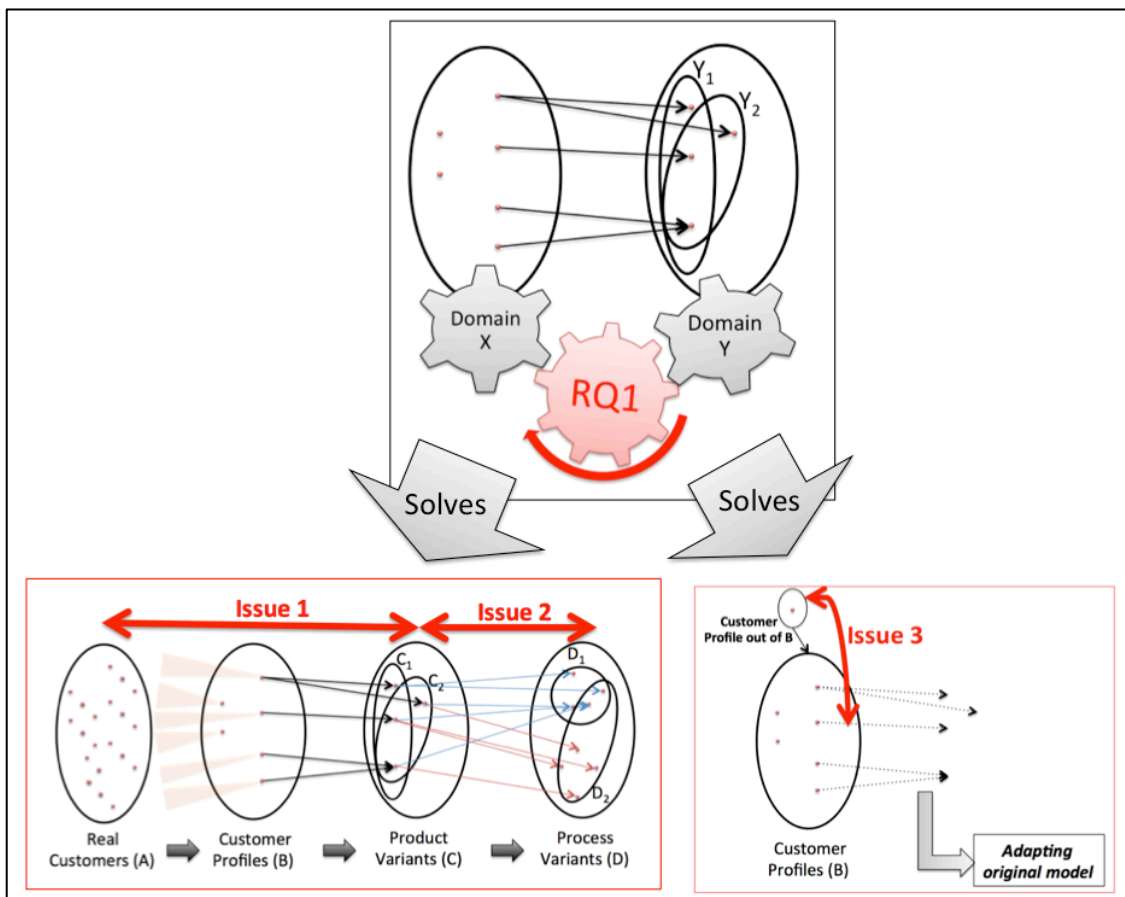 Y1
Y2
Domain
X
Domain
Y
RQ1
Solves
Solves
Issue 1
Issue 2
C1
C2
D1
D2
Real
Customers (A)
Customer
Profiles (B)
Product
Variants (C)
Process
Variants (D)
Customer
Profile out of B
Issue 3
Customer
Profiles (B)
Adapting
original model